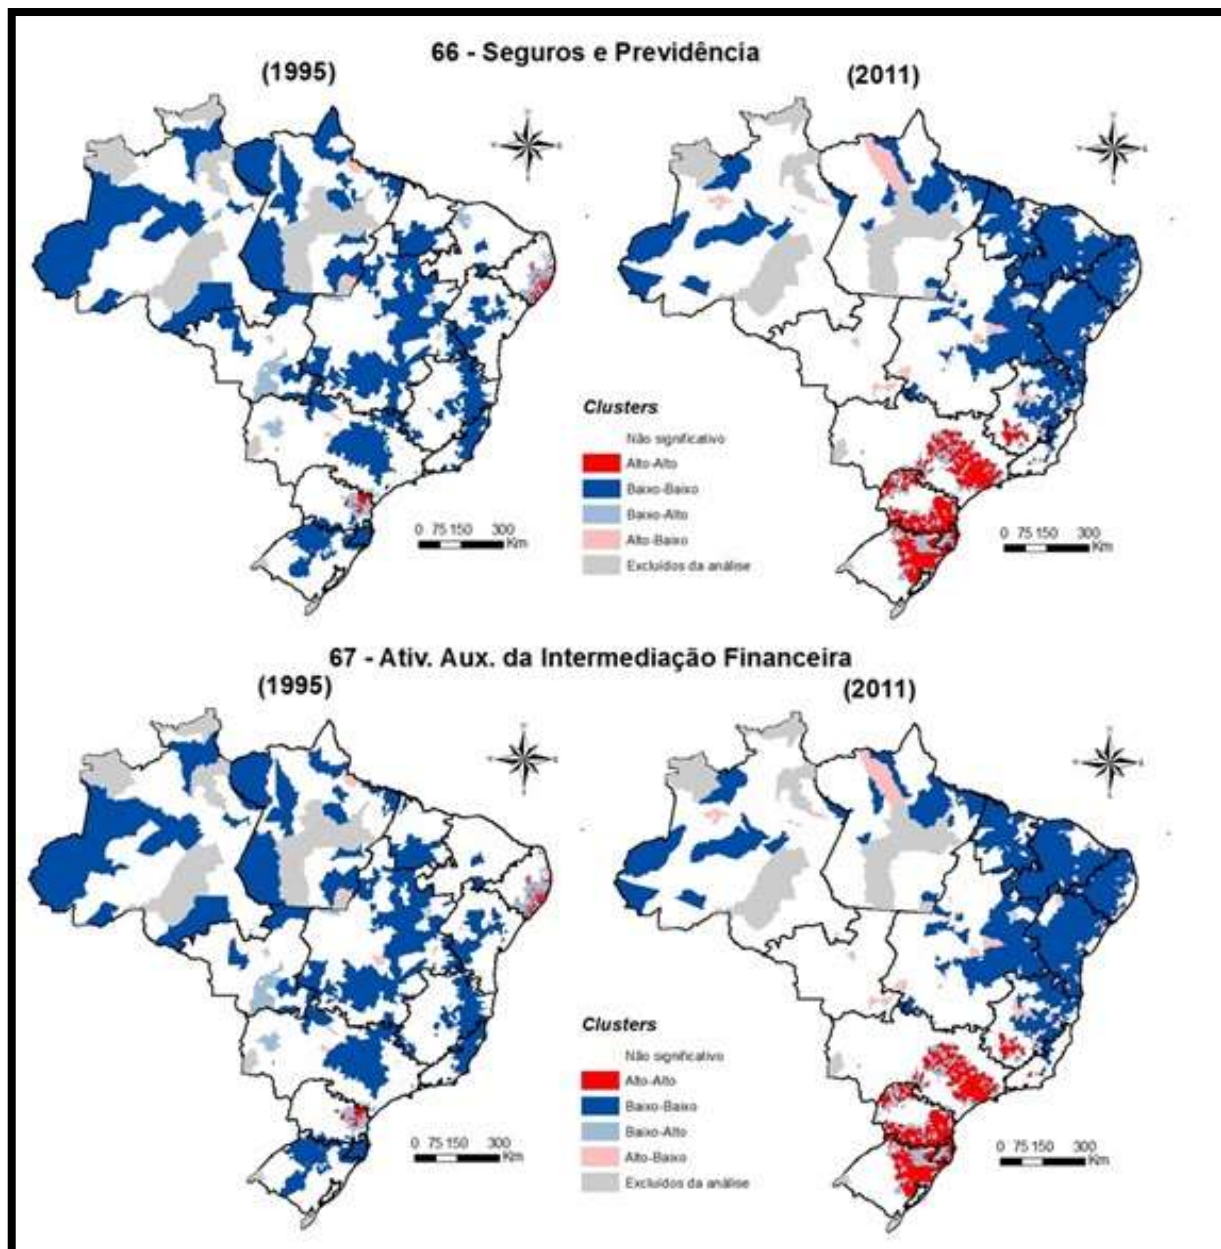 66 - Seguros e Previdência
(1995)
(2011)
Clusters
Não significativo
Alto-Alto
Baixo-Baixo
Baixo-Alto
Alto-Baixo
Excluídos da análise
0 75 150 300
Km
0 75 150 300
Km
67 - Ativ. Aux. da Intermediação Financeira
(1995)
(2011)
Clusters
Não significativo
Alto-Alto
Baixo-Baixo
Baixo-Alto
Alto-Baixo
Excluídos da análise
0 75 150 300
Km
0 75 150 300
Km